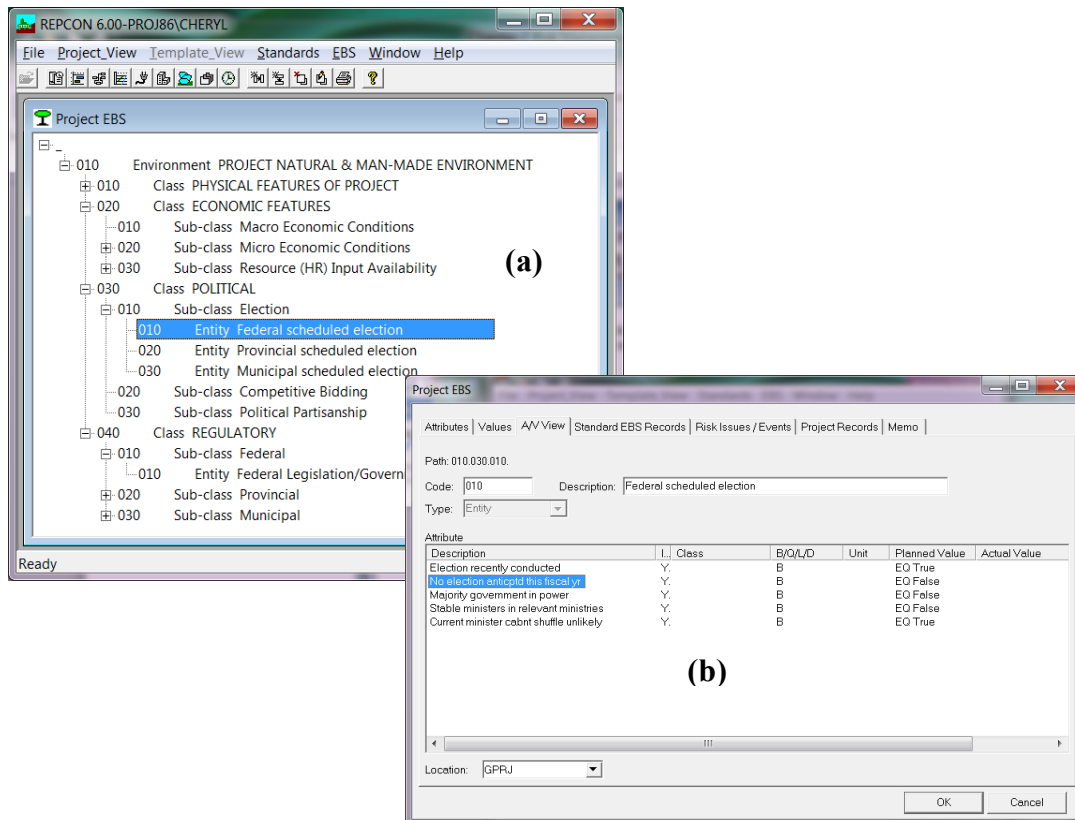 REPCON 6.00-PROJ86\CHERYL
File Project_View Template_View Standards EBS Window Help
Project EBS
010 Environment PROJECT NATURAL & MAN-MADE ENVIRONMENT
010 Class PHYSICAL FEATURES OF PROJECT
020 Class ECONOMIC FEATURES
010 Sub-class Macro Economic Conditions
020 Sub-class Micro Economic Conditions
030 Sub-class Resource (HR) Input Availability
(a)
030 Class POLITICAL
010 Sub-class Election
010 Entity Federal scheduled election
020 Entity Provincial scheduled election
030 Entity Municipal scheduled election
020 Sub-class Competitive Bidding
030 Sub-class Political Partisanship
040 Class REGULATORY
010 Sub-class Federal
010 Entity Federal Legislation/Governi
020 Sub-class Provincial
030 Sub-class Municipal
Ready
Project EBS
Attributes Values A/V View Standard EBS Records Risk Issues / Events Project Records Memo
Path: 010.030.010.
Code: 010 Description: Federal scheduled election
Type: Entity
Attribute
Description I... Class B/Q/L/D Unit Planned Value Actual Value
Election recently conducted Y. B EQ True
No election anticptd this fiscal yr Y. B EQ False
Majority government in power Y. B EQ False
Stable ministers in relevant ministries Y. B EQ False
Current minister cabnt shuffle unlikely Y. B EQ True
(b)
Location: GPRJ
OK Cancel